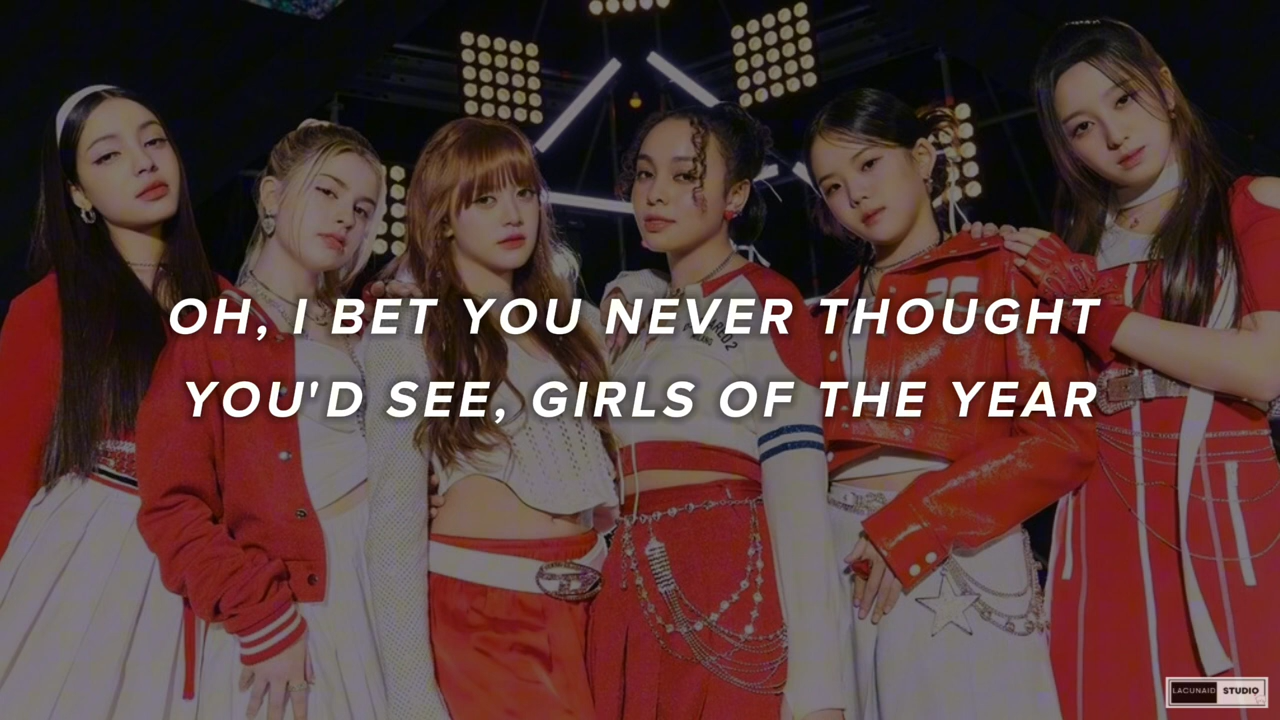 OH, I BET YOU NEVER THOUGHT
YOU'D SEE, GIRLS OF THE YEAR
LACUNAID STUDIO